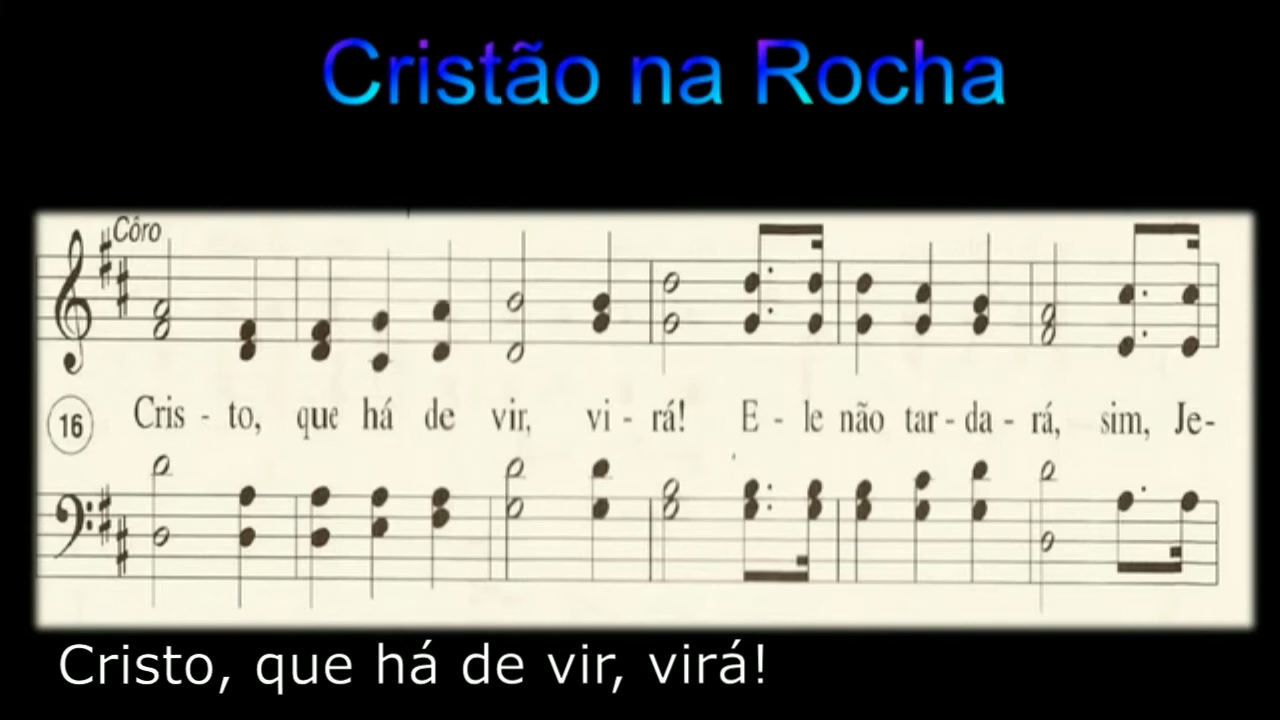 Cristão na Rocha
Côro
16 Cris - to, que há de vir, vi - rá! E - le não tar - da - rá, sim, Je-
Cristo, que há de vir, virá!